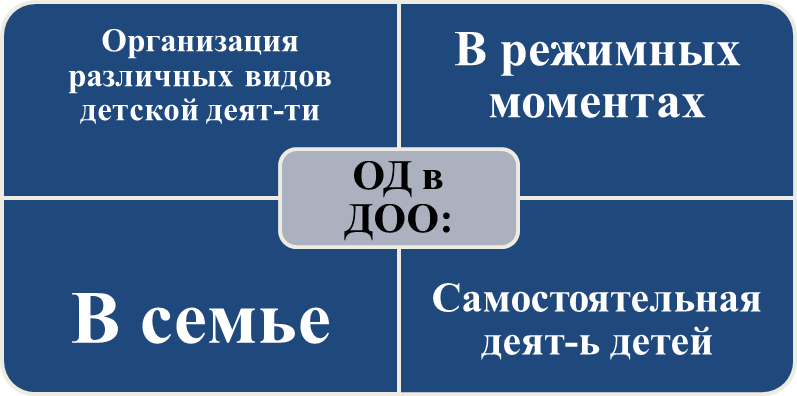 Организация
различных видов
детской деят-ти
В режимных
моментах
ОД в
ДОО:
В семье
Самостоятельная
деят-ь детей